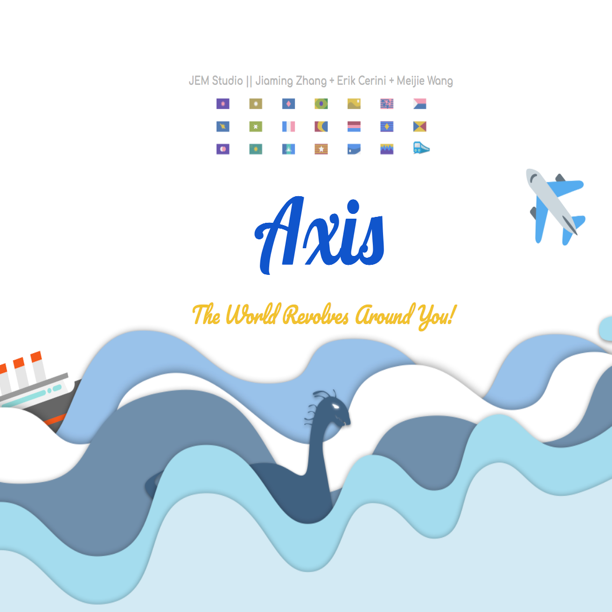 JEM Studio || Jiaming Zhang + Erik Cerini + Meijie Wang
Axis
The World Revolves Around You!